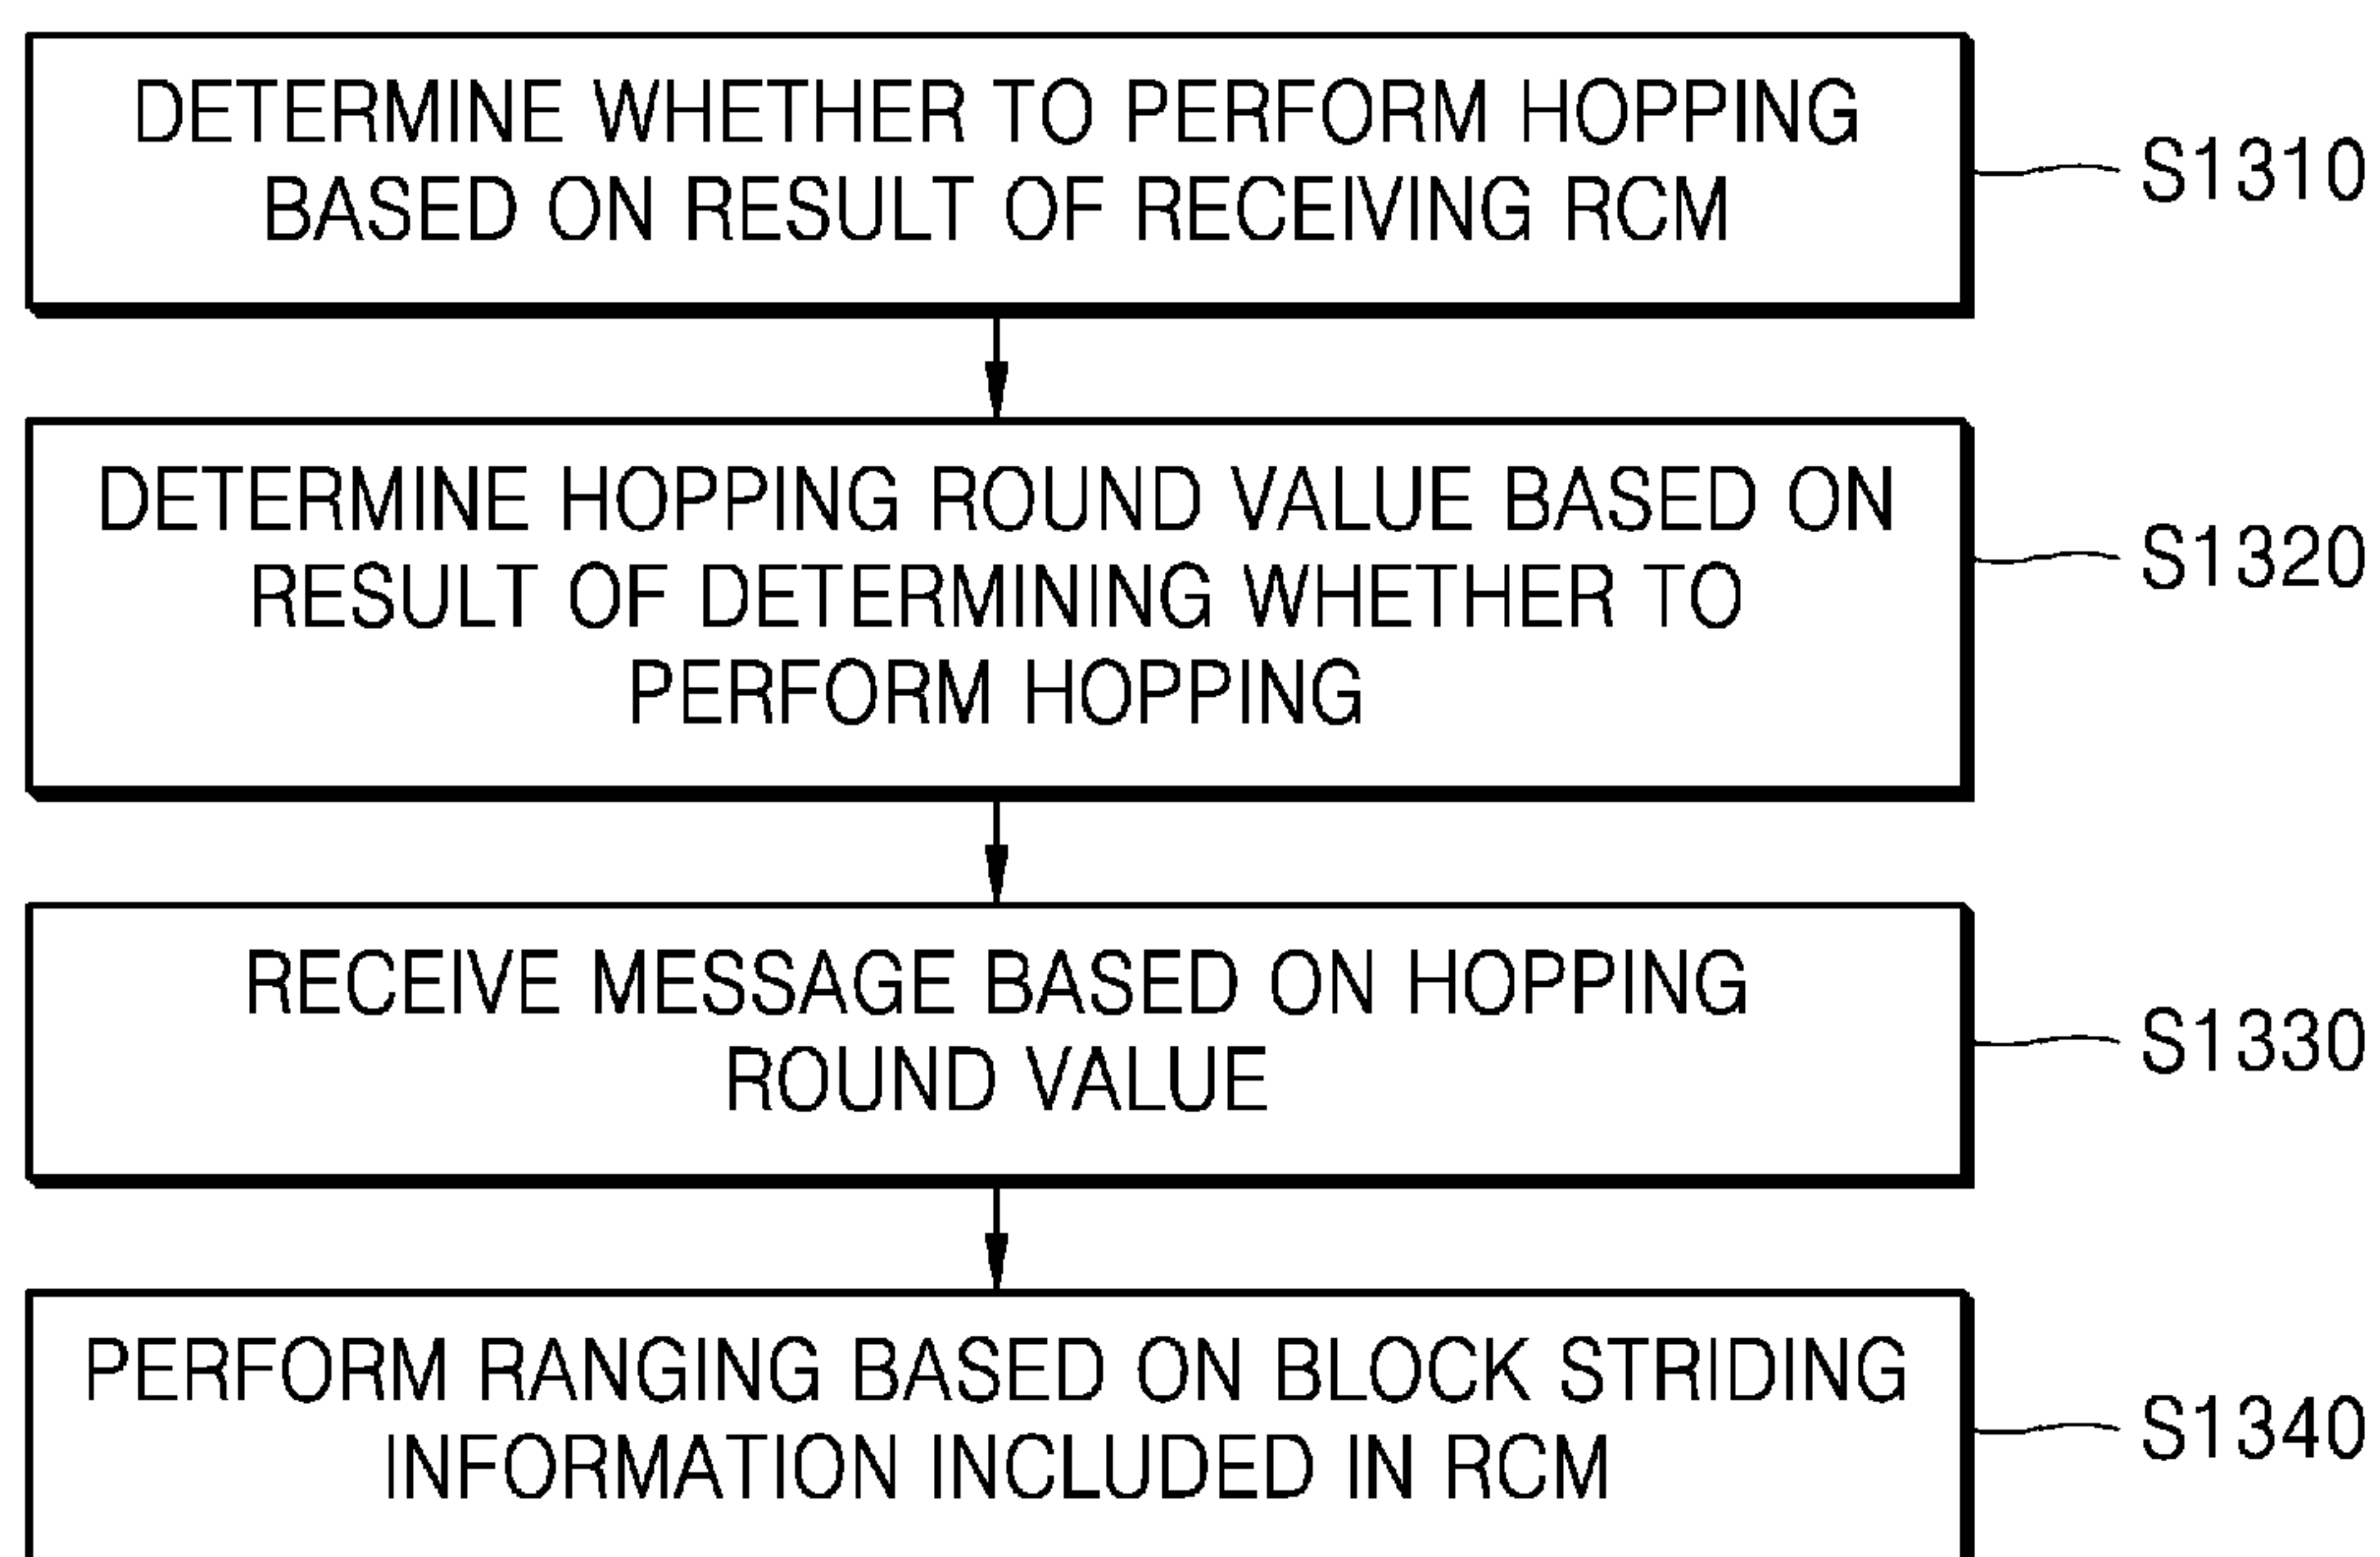 DETERMINE WHETHER TO PERFORM HOPPING
BASED ON RESULT OF RECEIVING RCM
S1310
DETERMINE HOPPING ROUND VALUE BASED ON
RESULT OF DETERMINING WHETHER TO
PERFORM HOPPING
S1320
RECEIVE MESSAGE BASED ON HOPPING
ROUND VALUE
S1330
PERFORM RANGING BASED ON BLOCK STRIDING
INFORMATION INCLUDED IN RCM
S1340